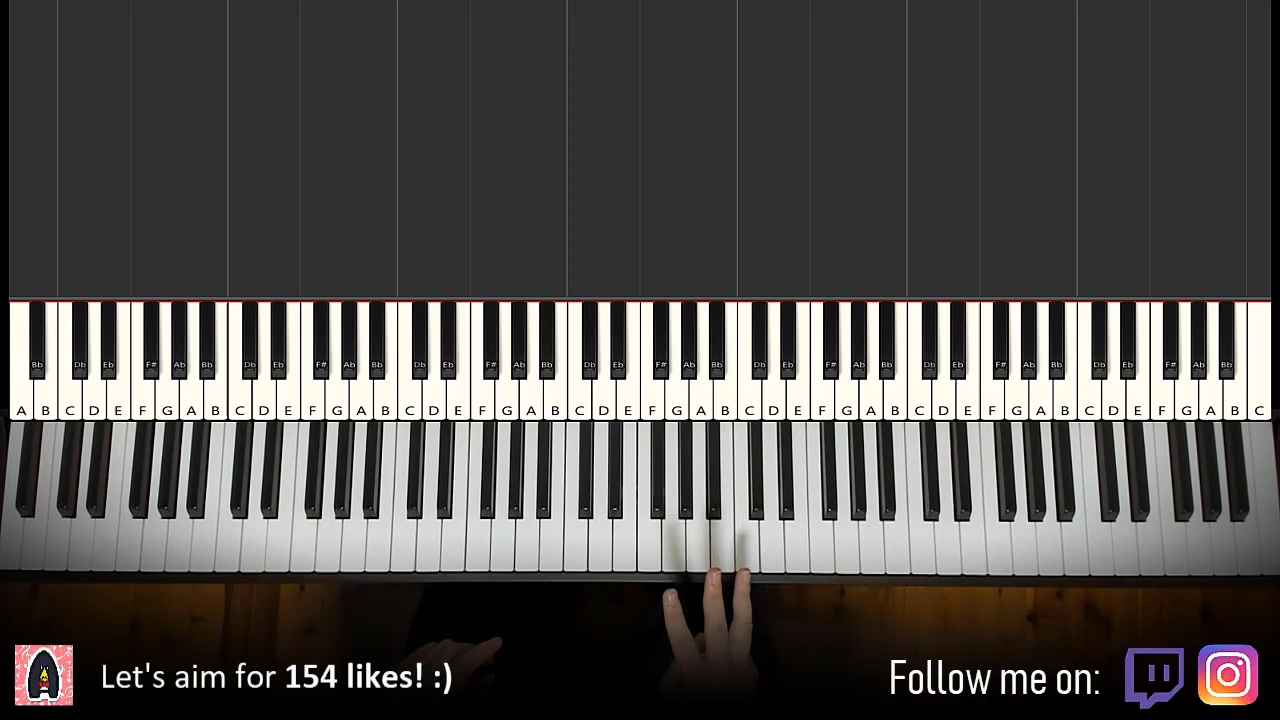 Bb Db Eb F# Ab Bb Db Eb F# Ab Bb Db Eb F# Ab Bb Db Eb F# Ab Bb Db Eb F# Ab Bb Db Eb F# Ab Bb Db Eb F# Ab Bb
A B C D E F G A B C D E F G A B C D E F G A B C D E F G A B C D E F G A B C D E F G A B C D E F G A B C
Let's aim for 154 likes! :)
Follow me on: